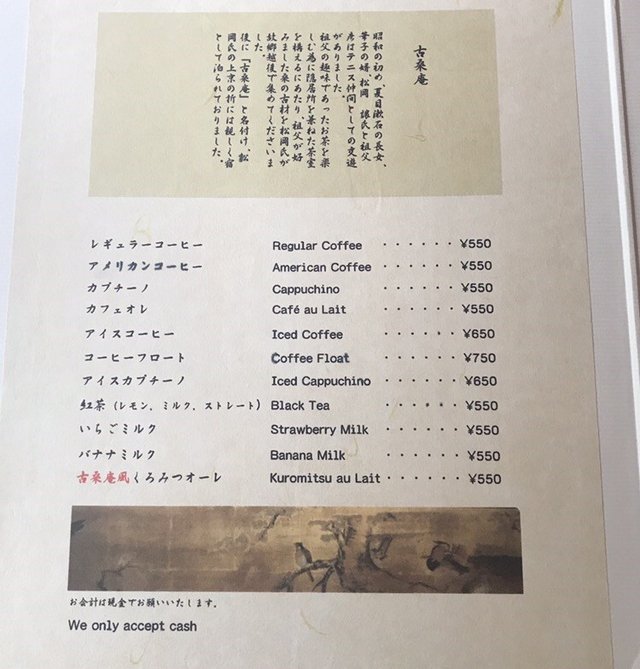 古桑庵
昭和の初め、夏目漱石の長女、
筆子の婿、松岡 譲氏と祖父
彦はテニス仲間としての交遊
がありました。
祖父の趣味であったお茶を楽
しむ為に隠居所を兼ねた茶室
を構えるにあたり、祖父が好
みました桑の古材を松岡氏が
故郷越後で集めてくださいま
した。
後に「古桑庵」と名付け、松
岡氏の上京の折には親しく宿
として泊られておりました。
レギュラーコーヒー Regular Coffee ・・・・・・ ¥550
アメリカンコーヒー American Coffee ・・・・・・ ¥550
カプチーノ Cappuchino ・・・・・・ ¥550
カフェオレ Café au Lait ・・・・・・ ¥550
アイスコーヒー Iced Coffee ・・・・・・ ¥650
コーヒーフロート Coffee Float ・・・・・・ ¥750
アイスカプチーノ Iced Cappuchino ・・・・・・ ¥650
紅茶（レモン、ミルク、ストレート） Black Tea ・・・・・・ ¥550
いちごミルク Strawberry Milk ・・・・・・ ¥550
バナナミルク Banana Milk ・・・・・・ ¥550
古桑庵風くろみつオーレ Kuromitsu au Lait ・・・・・・ ¥550
お会計は現金でお願いいたします。
We only accept cash